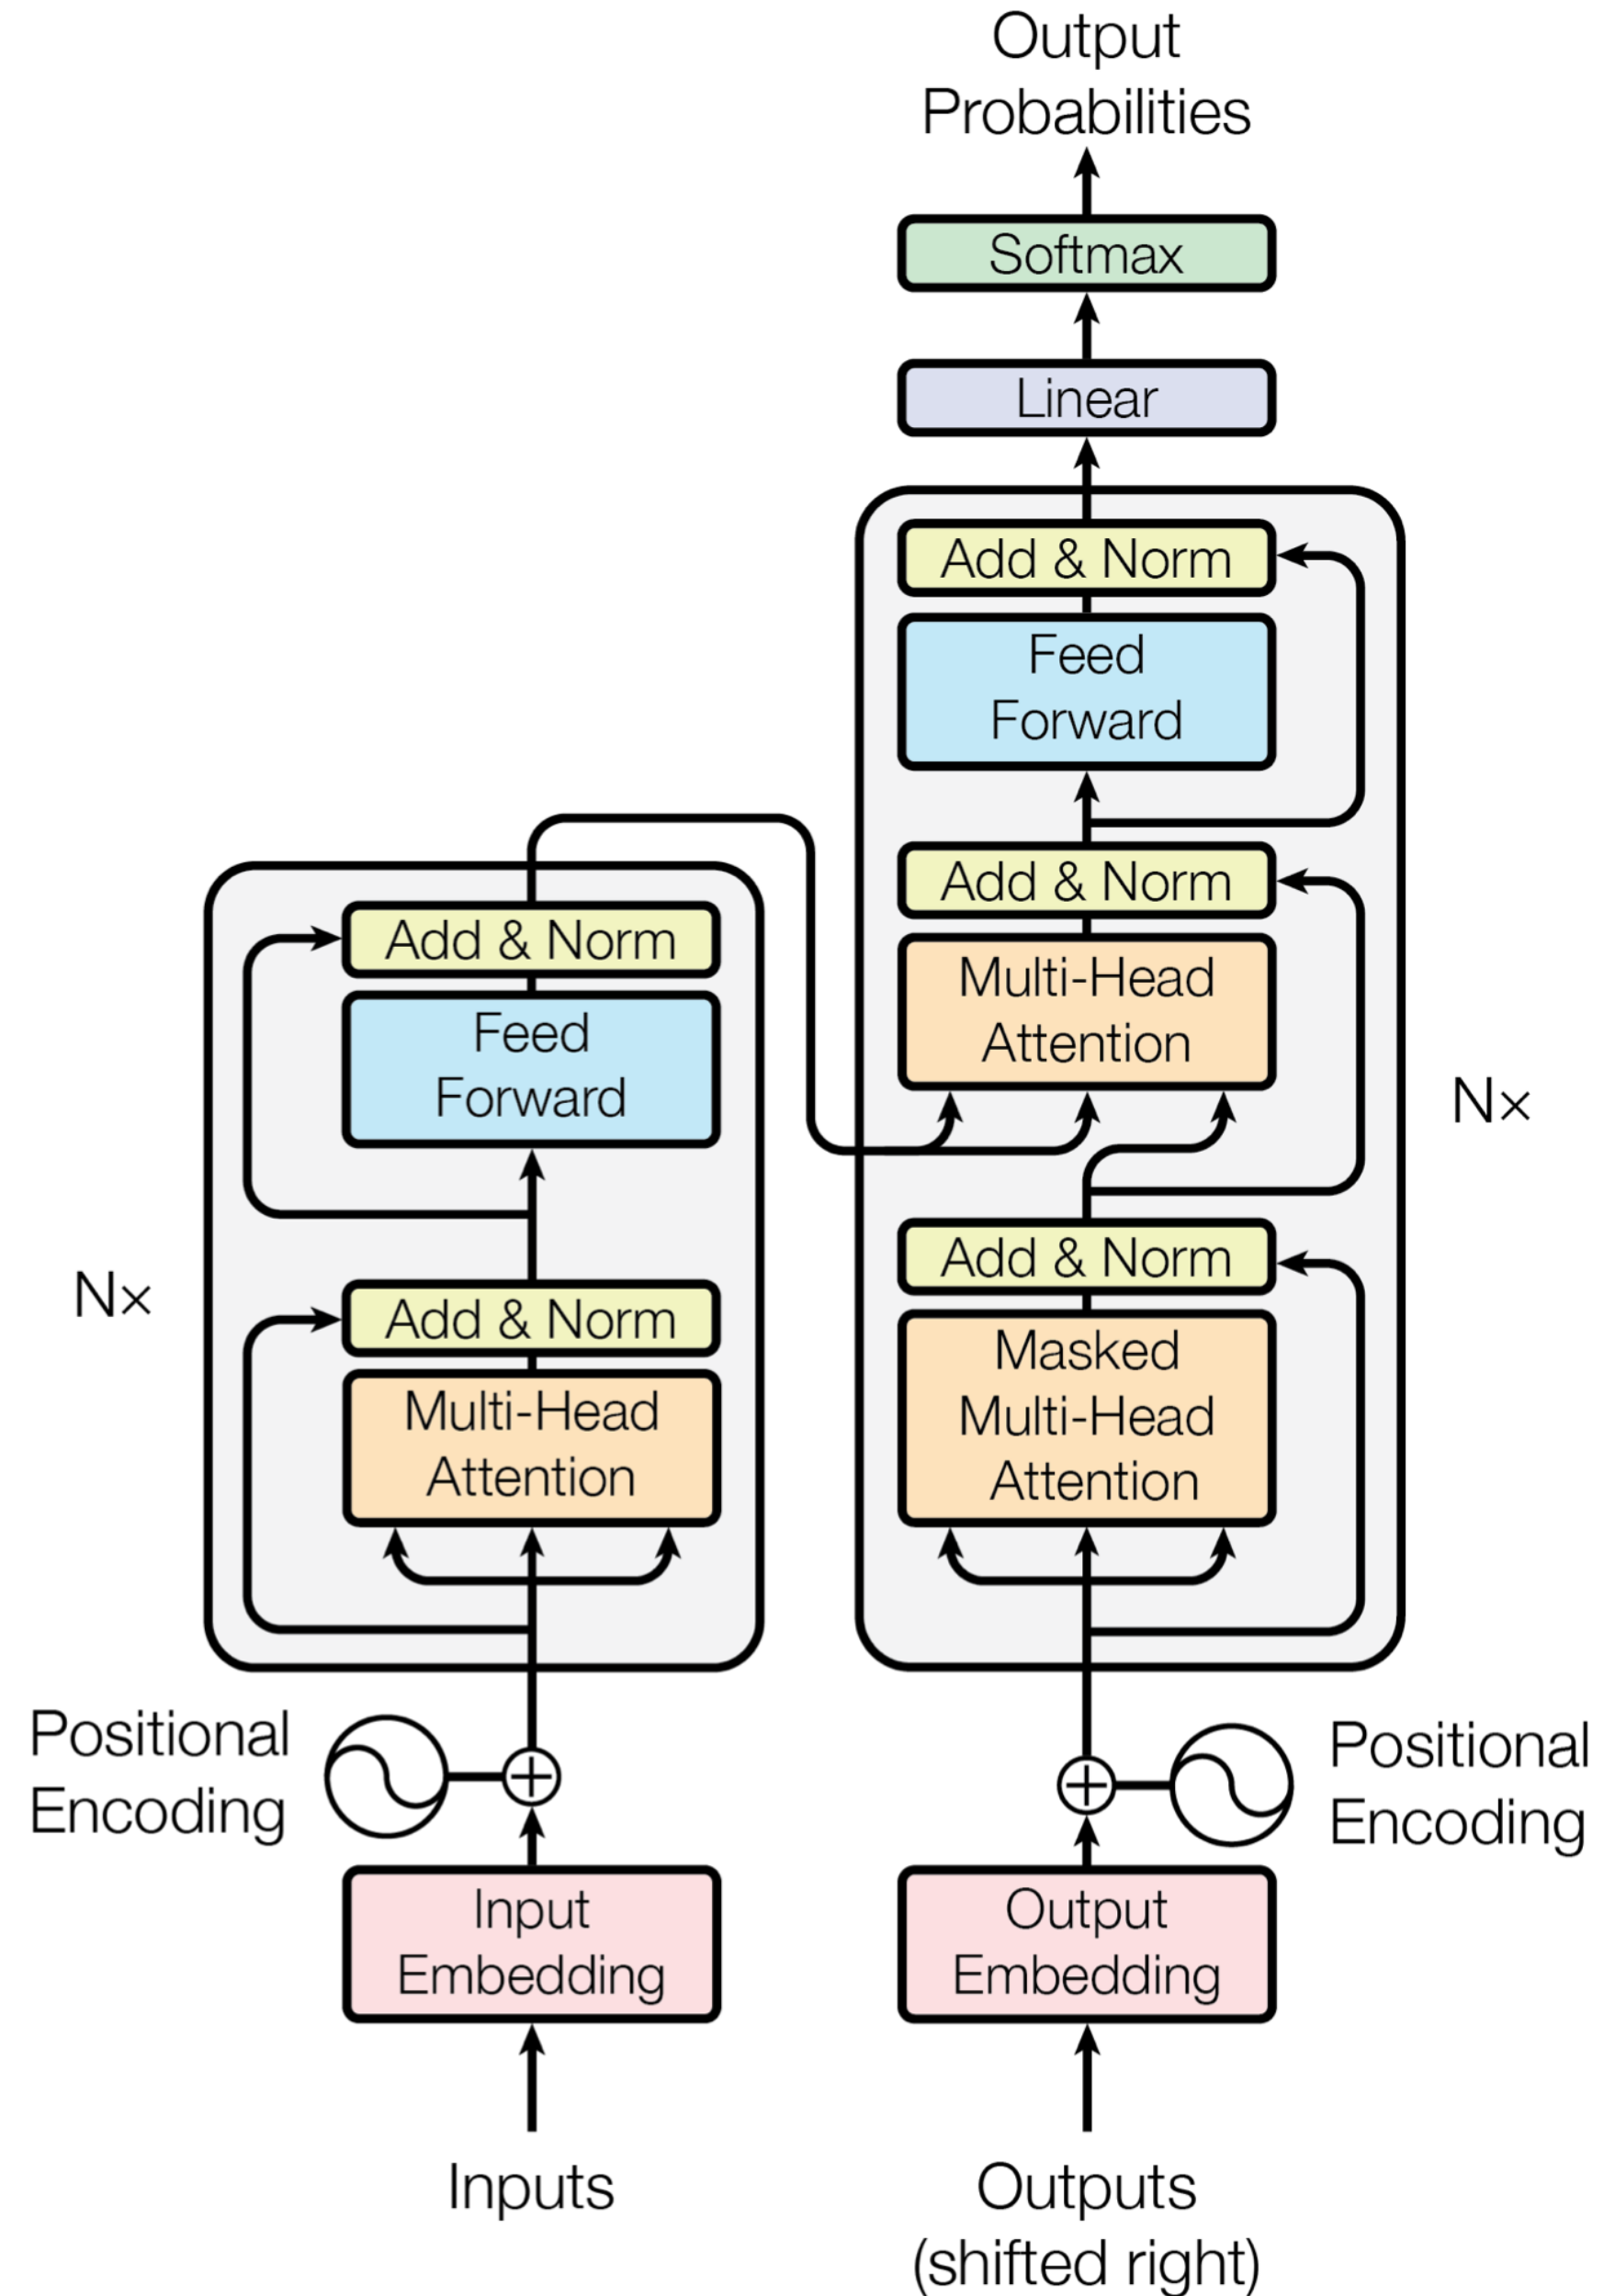 Output
Probabilities
Softmax
Linear
Add & Norm
Feed
Forward
Add & Norm
Multi-Head
Attention
Nx
Add & Norm
Masked
Multi-Head
Attention
Add & Norm
Feed
Forward
Nx
Add & Norm
Multi-Head
Attention
Positional
Encoding
Positional
Encoding
Input
Embedding
Output
Embedding
Inputs
Outputs
(shifted right)